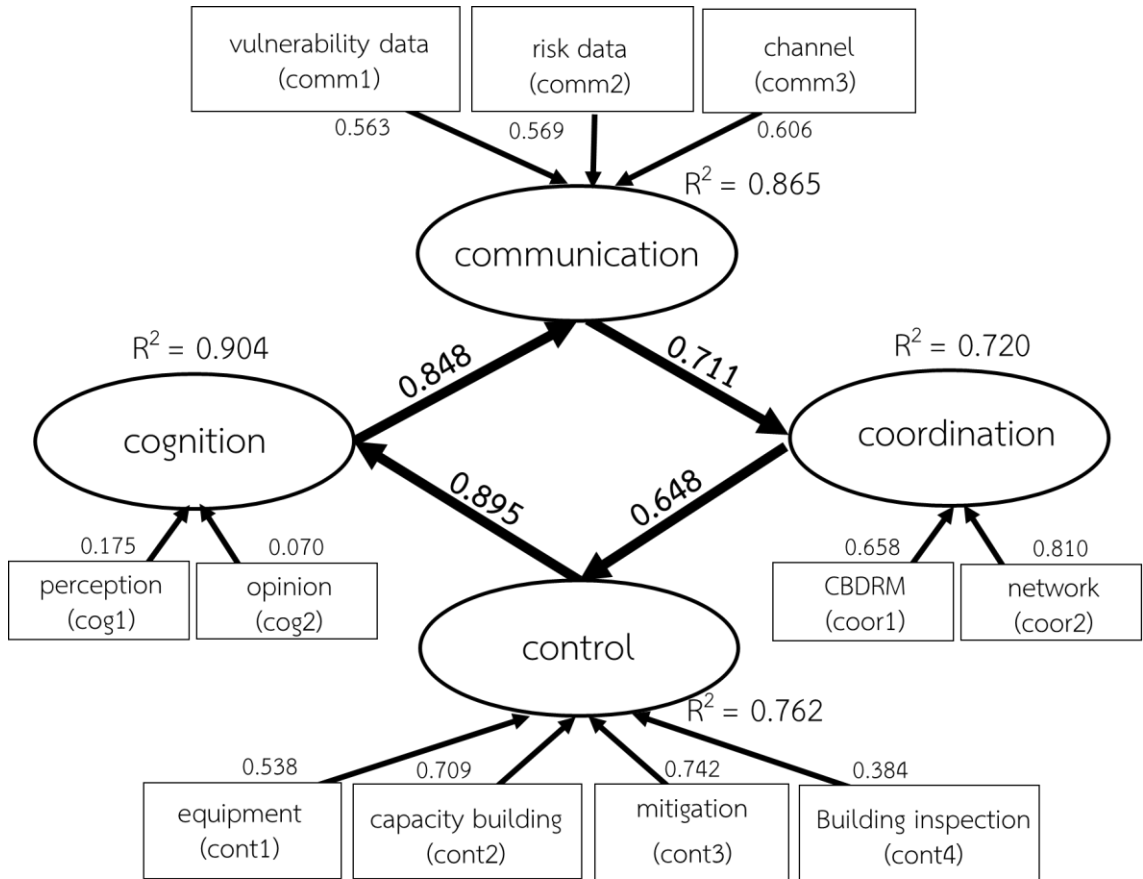 vulnerability data
(comm1)
risk data
(comm2)
channel
(comm3)
0.563
0.569
0.606
R² = 0.865
communication
R² = 0.904
0.848
0.711
R² = 0.720
cognition
coordination
0.895
0.648
0.175
0.070
perception
(cog1)
opinion
(cog2)
0.658
0.810
CBDRM
(coor1)
network
(coor2)
control
R² = 0.762
0.538
0.709
0.742
0.384
equipment
(cont1)
capacity building
(cont2)
mitigation
(cont3)
Building inspection
(cont4)